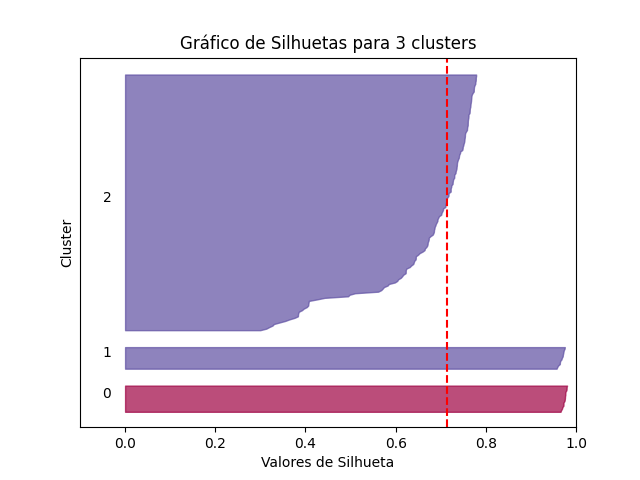 Gráfico de Silhuetas para 3 clusters
Cluster
2
1
0
0.0 0.2 0.4 0.6 0.8 1.0
Valores de Silhueta